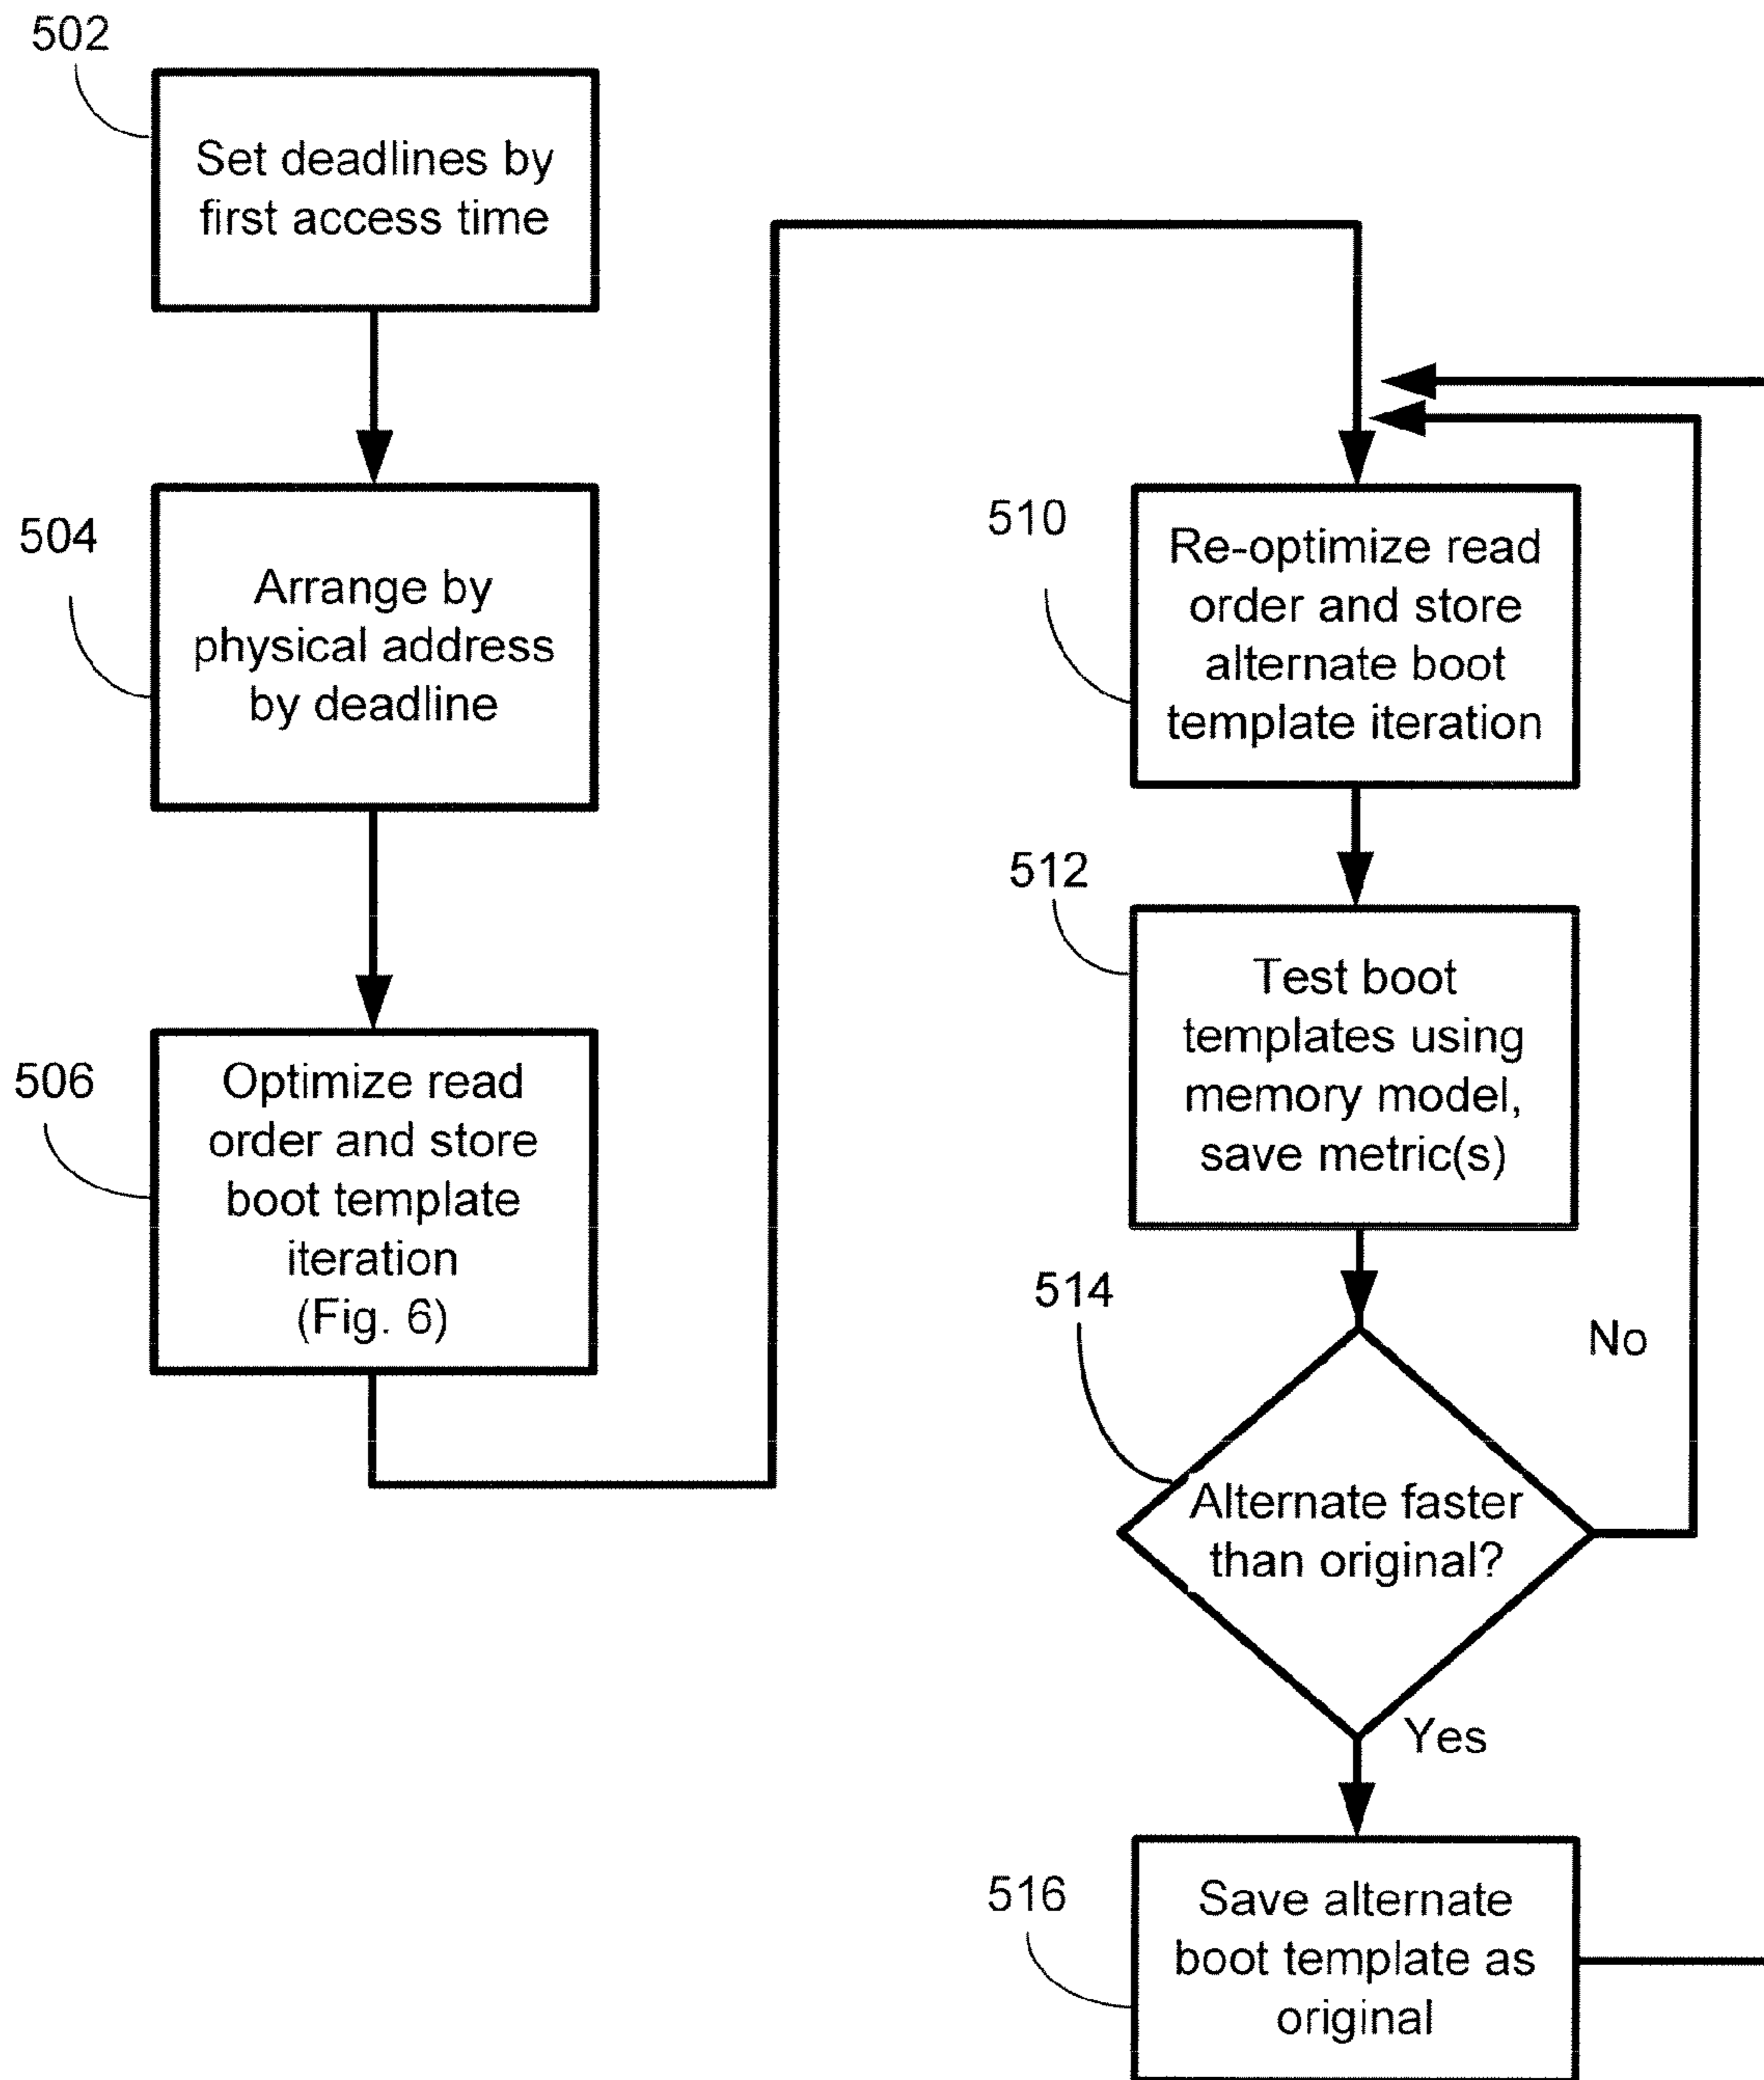 502
Set deadlines by
first access time
504
Arrange by
physical address
by deadline
506
Optimize read
order and store
boot template
iteration
(Fig. 6)
510
Re-optimize read
order and store
alternate boot
template iteration
512
Test boot
templates using
memory model,
save metric(s)
514
No
Alternate faster
than original?
Yes
516
Save alternate
boot template as
original